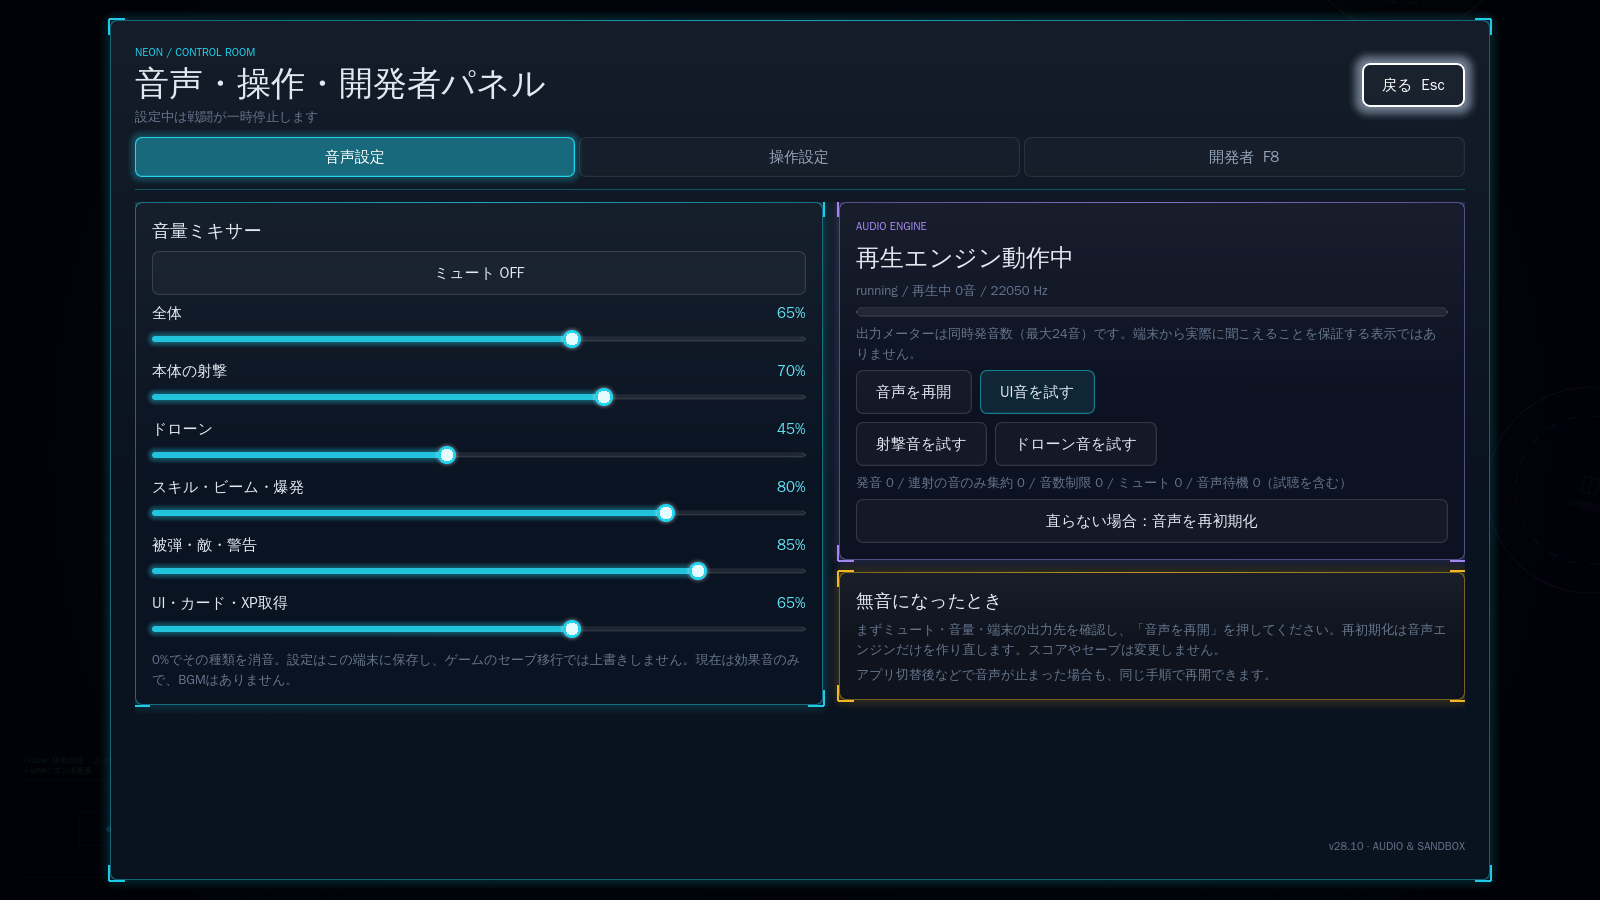 NEON / CONTROL ROOM
音声・操作・開発者パネル
設定中は戦闘が一時停止します
戻る Esc
音声設定
操作設定
開発者 F8
音量ミキサー
ミュート OFF
全体 65%
本体の射撃 70%
ドローン 45%
スキル・ビーム・爆発 80%
被弾・敵・警告 85%
UI・カード・XP取得 65%
0%でその種類を消音。設定はこの端末に保存し、ゲームのセーブ移行では上書きしません。現在は効果音のみ
で、BGMはありません。
AUDIO ENGINE
再生エンジン動作中
running / 再生中 0音 / 22050 Hz
出力メーターは同時発音数（最大24音）です。端末から実際に聞こえることを保証する表示ではあ
りません。
音声を再開
UI音を試す
射撃音を試す
ドローン音を試す
発音 0 / 連射の音のみ集約 0 / 音数制限 0 / ミュート 0 / 音声待機 0（試聴を含む）
直らない場合：音声を再初期化
無音になったとき
まずミュート・音量・端末の出力先を確認し、「音声を再開」を押してください。再初期化は音声エ
ンジンだけを作り直します。スコアやセーブは変更しません。
アプリ切替後などで音声が止まった場合も、同じ手順で再開できます。
v28.10 · AUDIO & SANDBOX